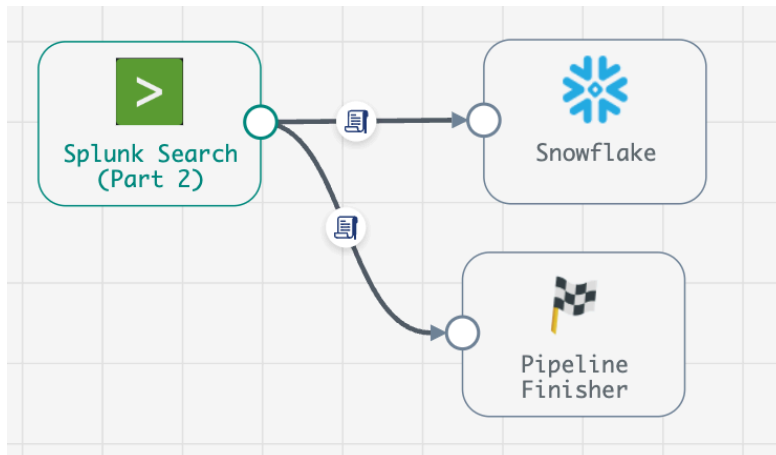 Splunk Search
(Part 2)
Snowflake
Pipeline
Finisher